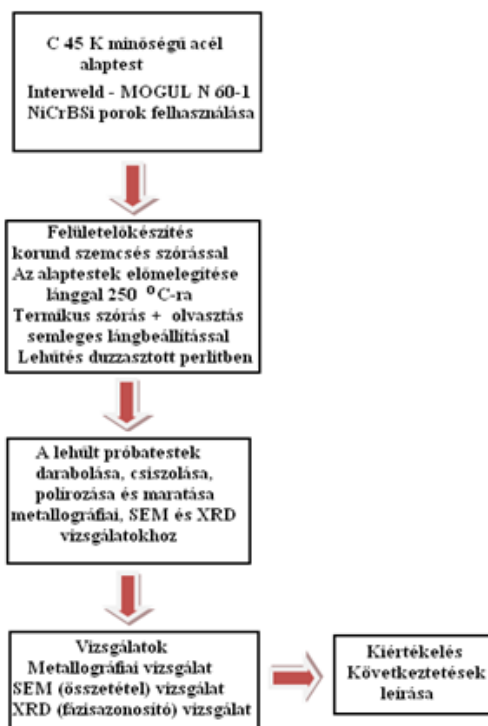 C 45 K minőségű acél
alaptest
Interweld - MOGUL N 60-1
NiCrBSi porok felhasználása
Felületelőkészítés
korund szemcsés szórással
Az alaptestek előmelegítése
lánggal 250 °C-ra
Termikus szórás + olvasztás
semleges lángbeállítással
Lehűtés duzzasztott perlitben
A lehűlt próbatestek
darabolása, csiszolása,
polírozása és maratása
metallográfiai, SEM és XRD
vizsgálatokhoz
Vizsgálatok
Metallográfiai vizsgálat
SEM (összetétel) vizsgálat
XRD (fázisazonosító) vizsgálat
Kiértékelés
Következtetések
leírása